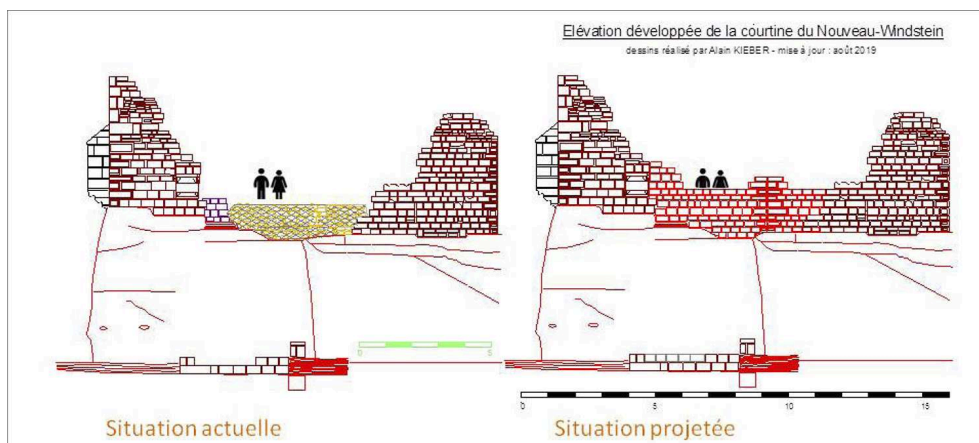 Elévation développée de la courtine du Nouveau-Windstein
dessins réalisé par Alain KIEBER - mise à jour : août 2019
0 5
0 5 10 15
Situation actuelle
Situation projetée